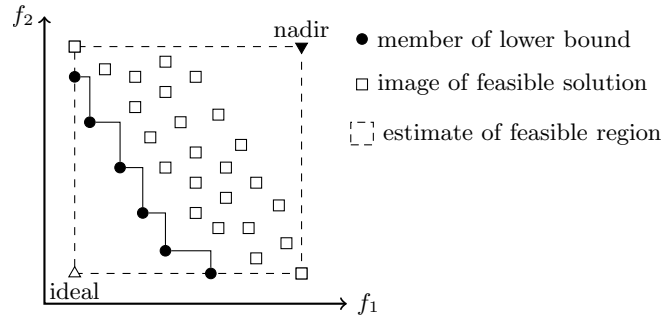 f₂
nadir
member of lower bound
image of feasible solution
estimate of feasible region
ideal
f₁